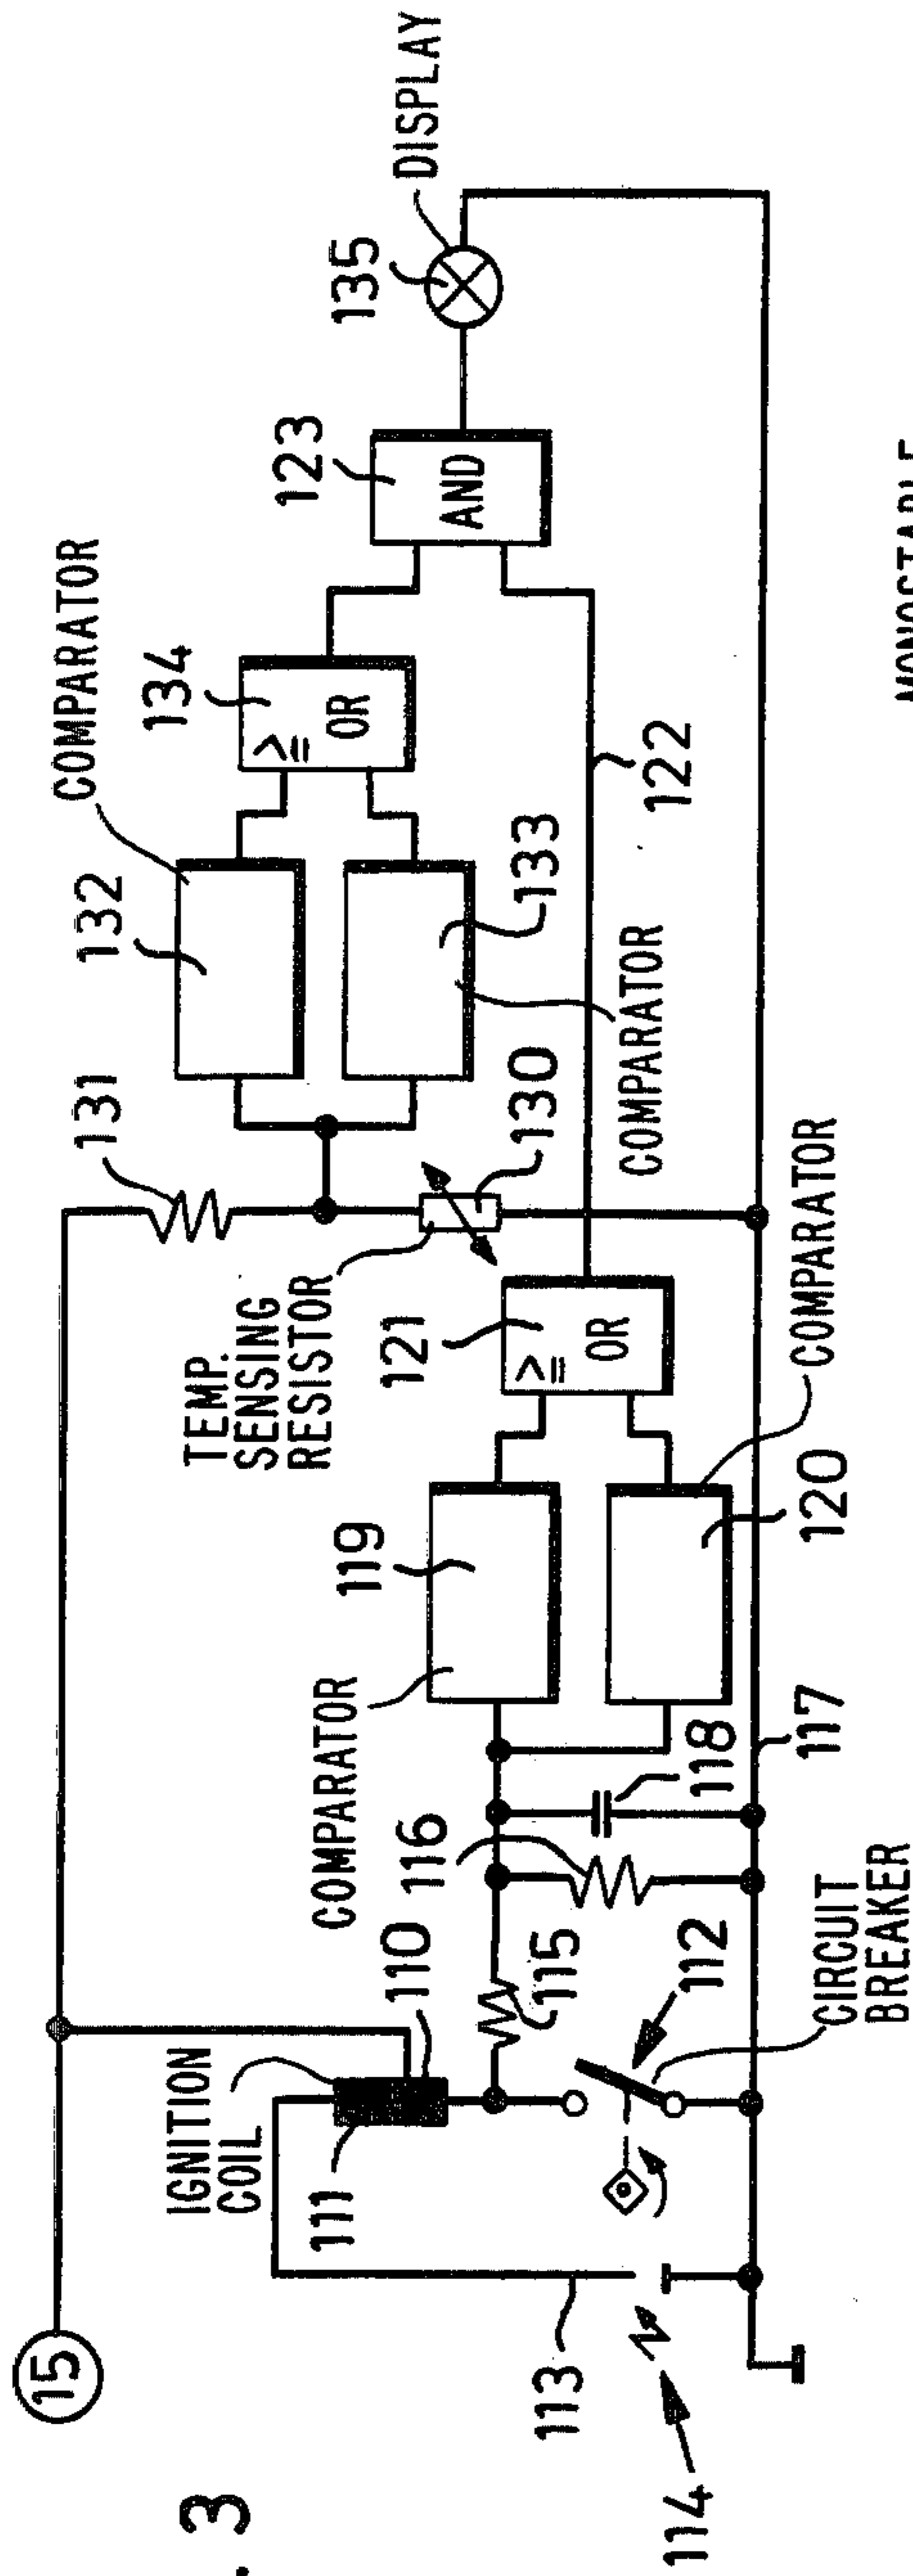 . 3
15
IGNITION
COIL
111
110
113
114
115
116
112
CIRCUIT
BREAKER
117
118
COMPARATOR
119
120
COMPARATOR
121
>=
OR
122
TEMP.
SENSING
RESISTOR
130
131
132
COMPARATOR
133
COMPARATOR
134
>=
OR
123
AND
135
DISPLAY
MONOSTABLE